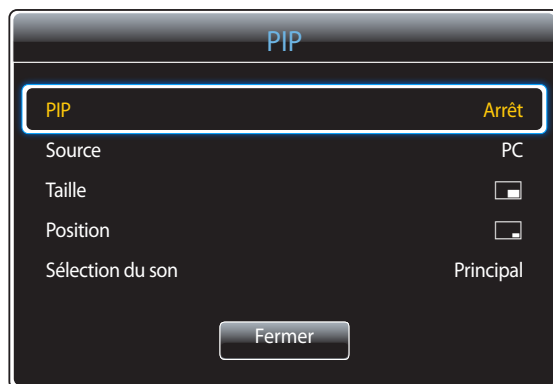 PIP
PIP Arrêt
Source PC
Taille
Position
Sélection du son Principal
Fermer